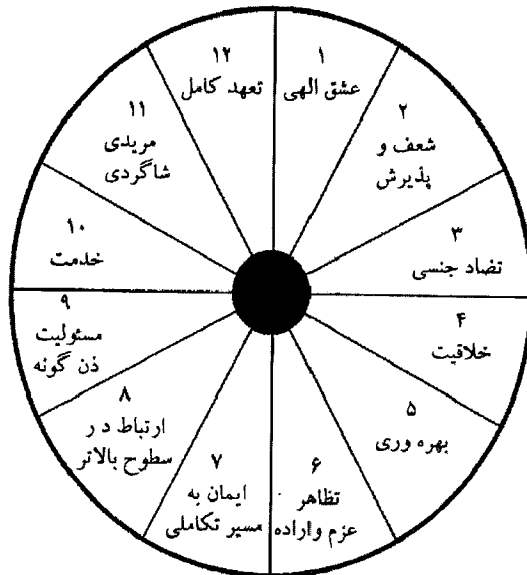 ۱
عشق الهی
۲
شعف و
پذیرش
۳
تضاد جنسی
۴
خلاقیت
۵
بهره وری
۶
تظاهر
عزم واراده
۷
ایمان به
مسیر تکاملی
۸
ارتباط در
سطوح بالاتر
۹
مسئولیت
ذن گونه
۱۰
خدمت
۱۱
مریدی
شاگردی
۱۲
تعهد کامل